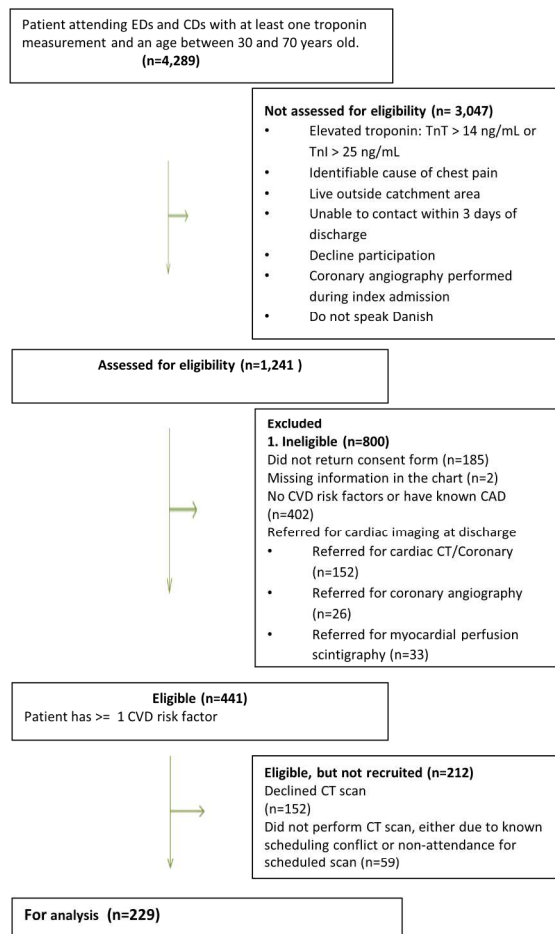 Patient attending EDs and CDs with at least one troponin
measurement and an age between 30 and 70 years old.
(n=4,289)
Not assessed for eligibility (n= 3,047)
• Elevated troponin: TnT > 14 ng/mL or
TnI > 25 ng/mL
• Identifiable cause of chest pain
• Live outside catchment area
• Unable to contact within 3 days of
discharge
• Decline participation
• Coronary angiography performed
during index admission
• Do not speak Danish
Assessed for eligibility (n=1,241 )
Excluded
1. Ineligible (n=800)
Did not return consent form (n=185)
Missing information in the chart (n=2)
No CVD risk factors or have known CAD
(n=402)
Referred for cardiac imaging at discharge
• Referred for cardiac CT/Coronary
(n=152)
• Referred for coronary angiography
(n=26)
• Referred for myocardial perfusion
scintigraphy (n=33)
Eligible (n=441)
Patient has >= 1 CVD risk factor
Eligible, but not recruited (n=212)
Declined CT scan
(n=152)
Did not perform CT scan, either due to known
scheduling conflict or non-attendance for
scheduled scan (n=59)
For analysis (n=229)